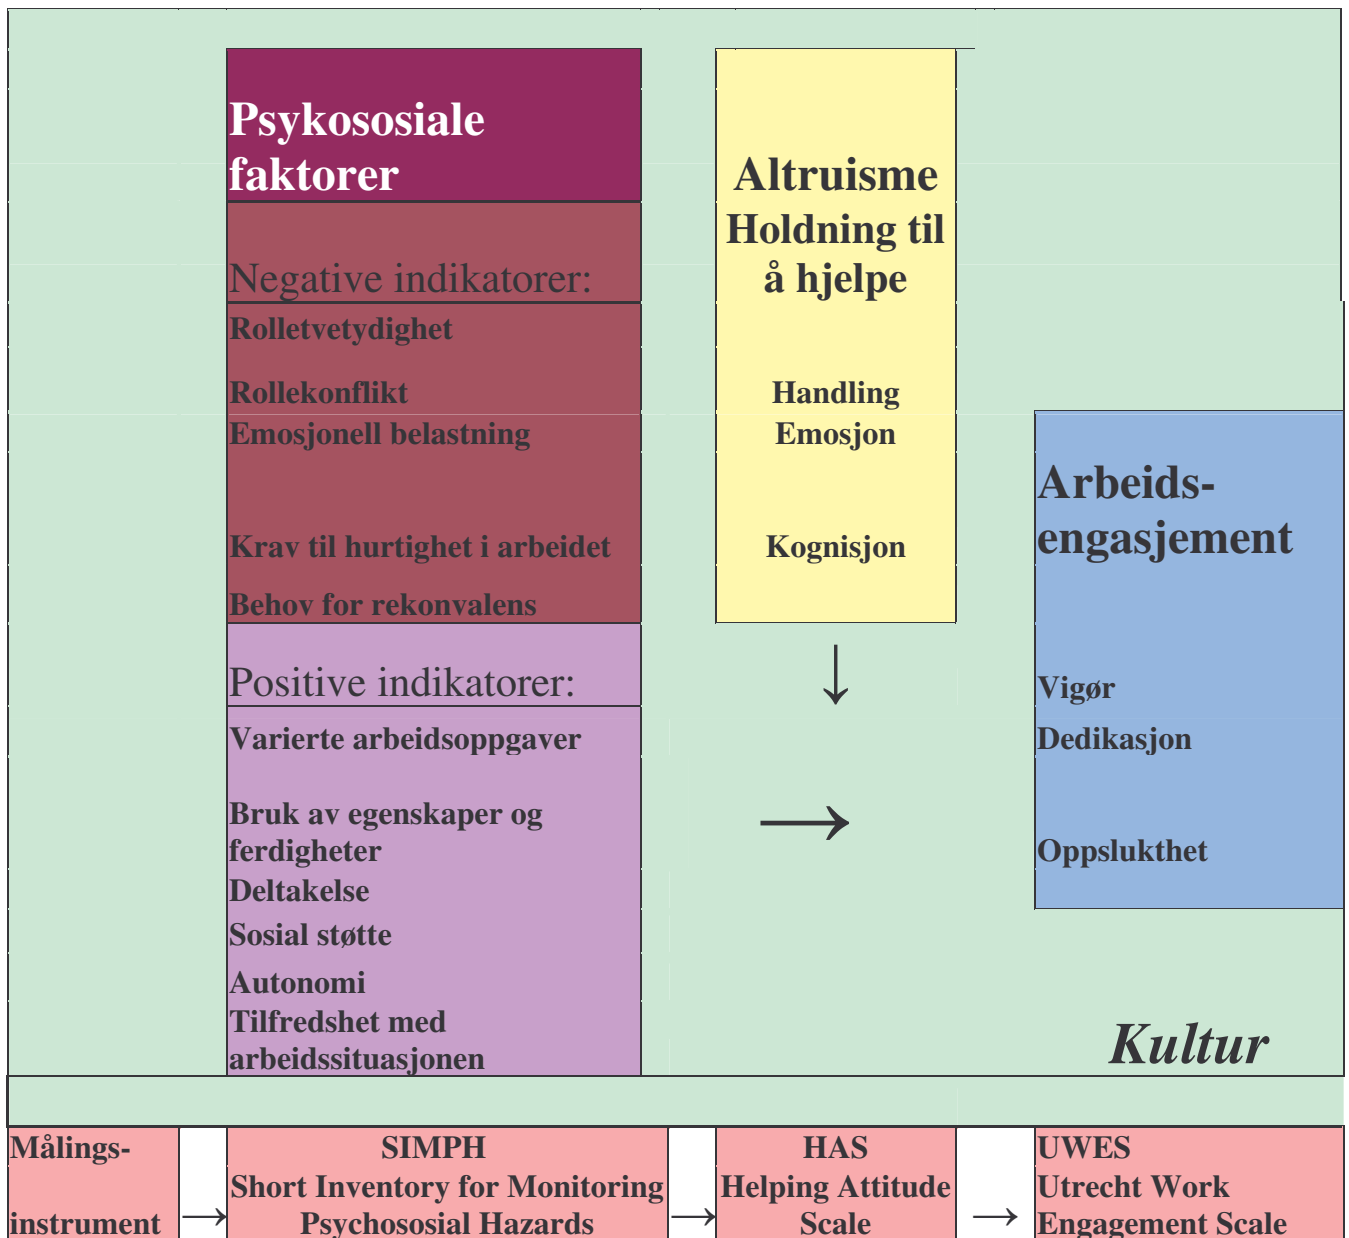 Psykososiale
faktorer
Negative indikatorer:
Rolletvetydighet
Rollekonflikt
Emosjonell belastning
Krav til hurtighet i arbeidet
Behov for rekonvalens
Positive indikatorer:
Varierte arbeidsoppgaver
Bruk av egenskaper og
ferdigheter
Deltakelse
Sosial støtte
Autonomi
Tilfredshet med
arbeidssituasjonen
Altruisme
Holdning til
å hjelpe
Handling
Emosjon
Kognisjon
↓
→
Arbeids-
engasjement
Vigør
Dedikasjon
Oppslukthet
Kultur
Målings-
instrument
→
SIMPH
Short Inventory for Monitoring
Psychososial Hazards
→
HAS
Helping Attitude
Scale
→
UWES
Utrecht Work
Engagement Scale